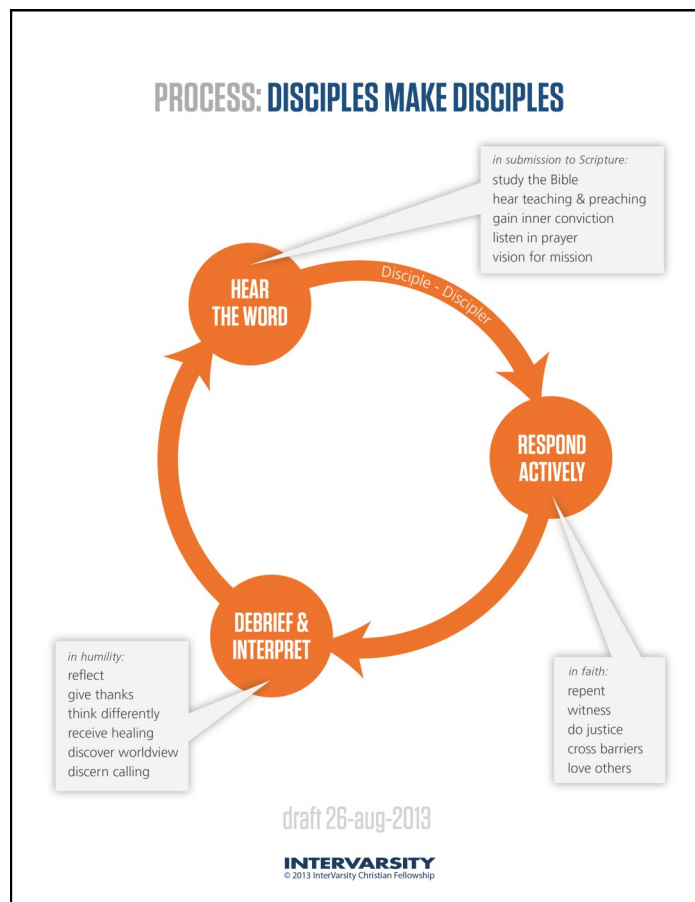 PROCESS: DISCIPLES MAKE DISCIPLES
in submission to Scripture:
study the Bible
hear teaching & preaching
gain inner conviction
listen in prayer
vision for mission
HEAR
THE WORD
Disciple - Discipler
RESPOND
ACTIVELY
DEBRIEF &
INTERPRET
in humility:
reflect
give thanks
think differently
receive healing
discover worldview
discern calling
in faith:
repent
witness
do justice
cross barriers
love others
draft 26-aug-2013
INTERVARSITY
© 2013 InterVarsity Christian Fellowship